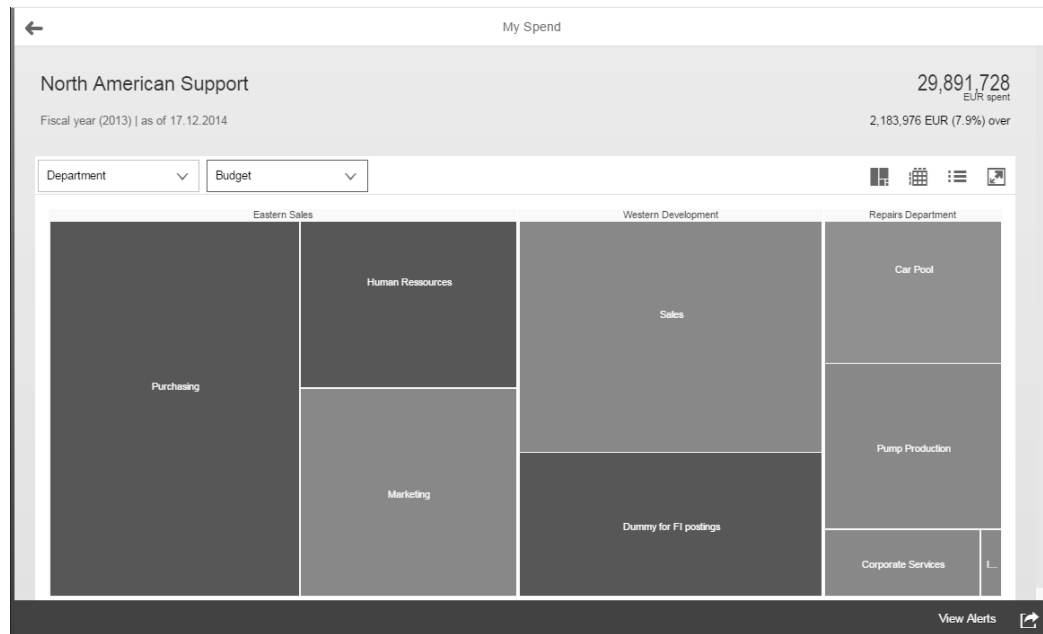 My Spend
North American Support
29,891,728
EUR spent
Fiscal year (2013) | as of 17.12.2014
2,183,976 EUR (7.9%) over
Department
Budget
Eastern Sales
Western Development
Repairs Department
Purchasing
Human Ressources
Marketing
Sales
Dummy for FI postings
Car Pool
Pump Production
Corporate Services
I...
View Alerts